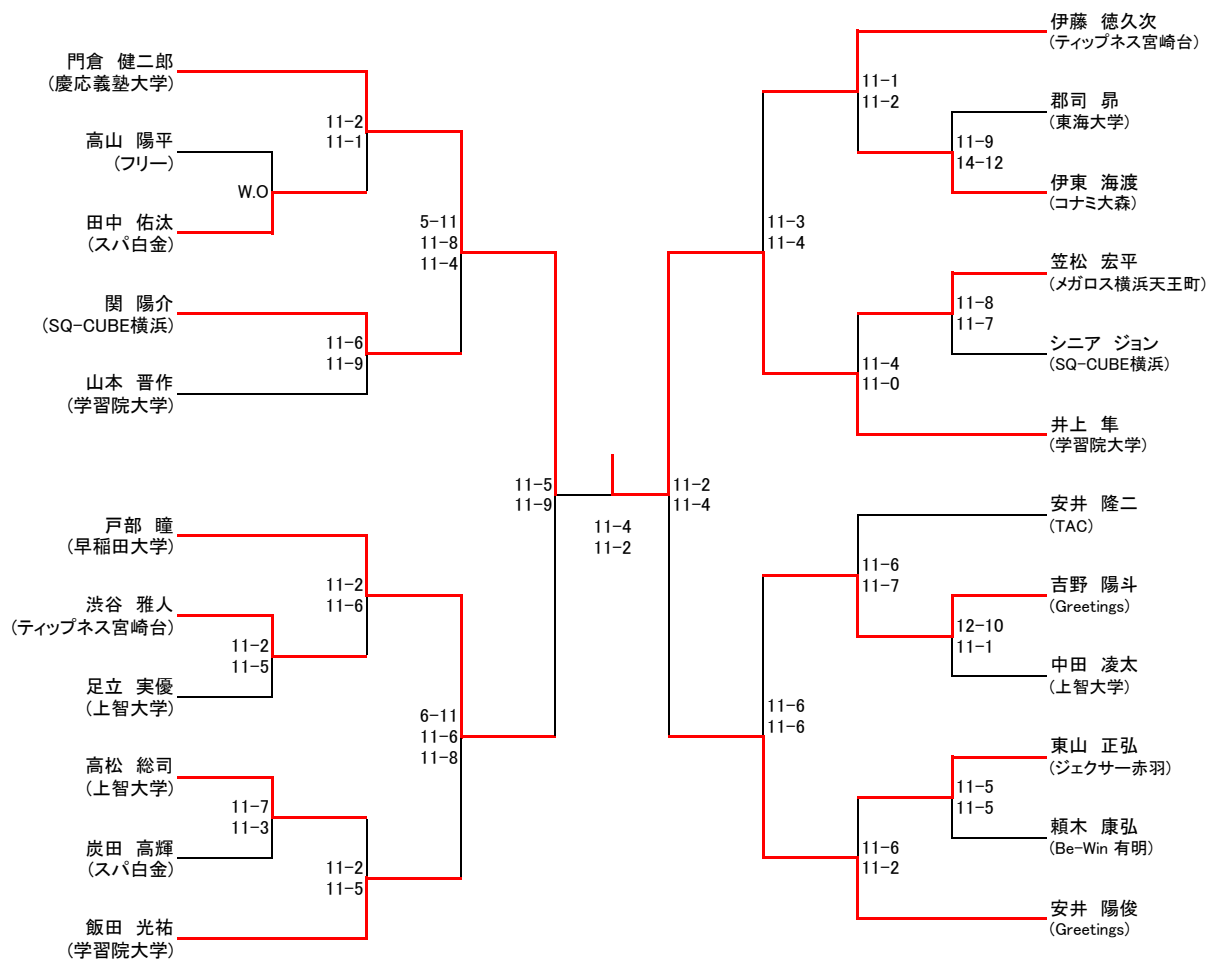 門倉 健二郎
(慶応義塾大学)
高山 陽平
(フリー)
田中 佑汰
(スパ白金)
関 陽介
(SQ-CUBE横浜)
山本 晋作
(学習院大学)
戸部 瞳
(早稲田大学)
渋谷 雅人
(ティップネス宮崎台)
足立 実優
(上智大学)
高松 総司
(上智大学)
炭田 高輝
(スパ白金)
飯田 光祐
(学習院大学)
W.O
11-2
11-1
11-6
11-9
11-2
11-5
11-2
11-6
11-7
11-3
11-2
11-5
5-11
11-8
11-4
6-11
11-6
11-8
11-5
11-9
11-4
11-2
11-2
11-4
11-3
11-4
11-6
11-6
11-1
11-2
11-4
11-0
11-6
11-7
11-6
11-2
11-9
14-12
11-8
11-7
12-10
11-1
11-5
11-5
伊藤 徳久次
(ティップネス宮崎台)
郡司 昴
(東海大学)
伊東 海渡
(コナミ大森)
笠松 宏平
(メガロス横浜天王町)
シニア ジョン
(SQ-CUBE横浜)
井上 隼
(学習院大学)
安井 隆二
(TAC)
吉野 陽斗
(Greetings)
中田 凌太
(上智大学)
東山 正弘
(ジェクサー赤羽)
頼木 康弘
(Be-Win 有明)
安井 陽俊
(Greetings)